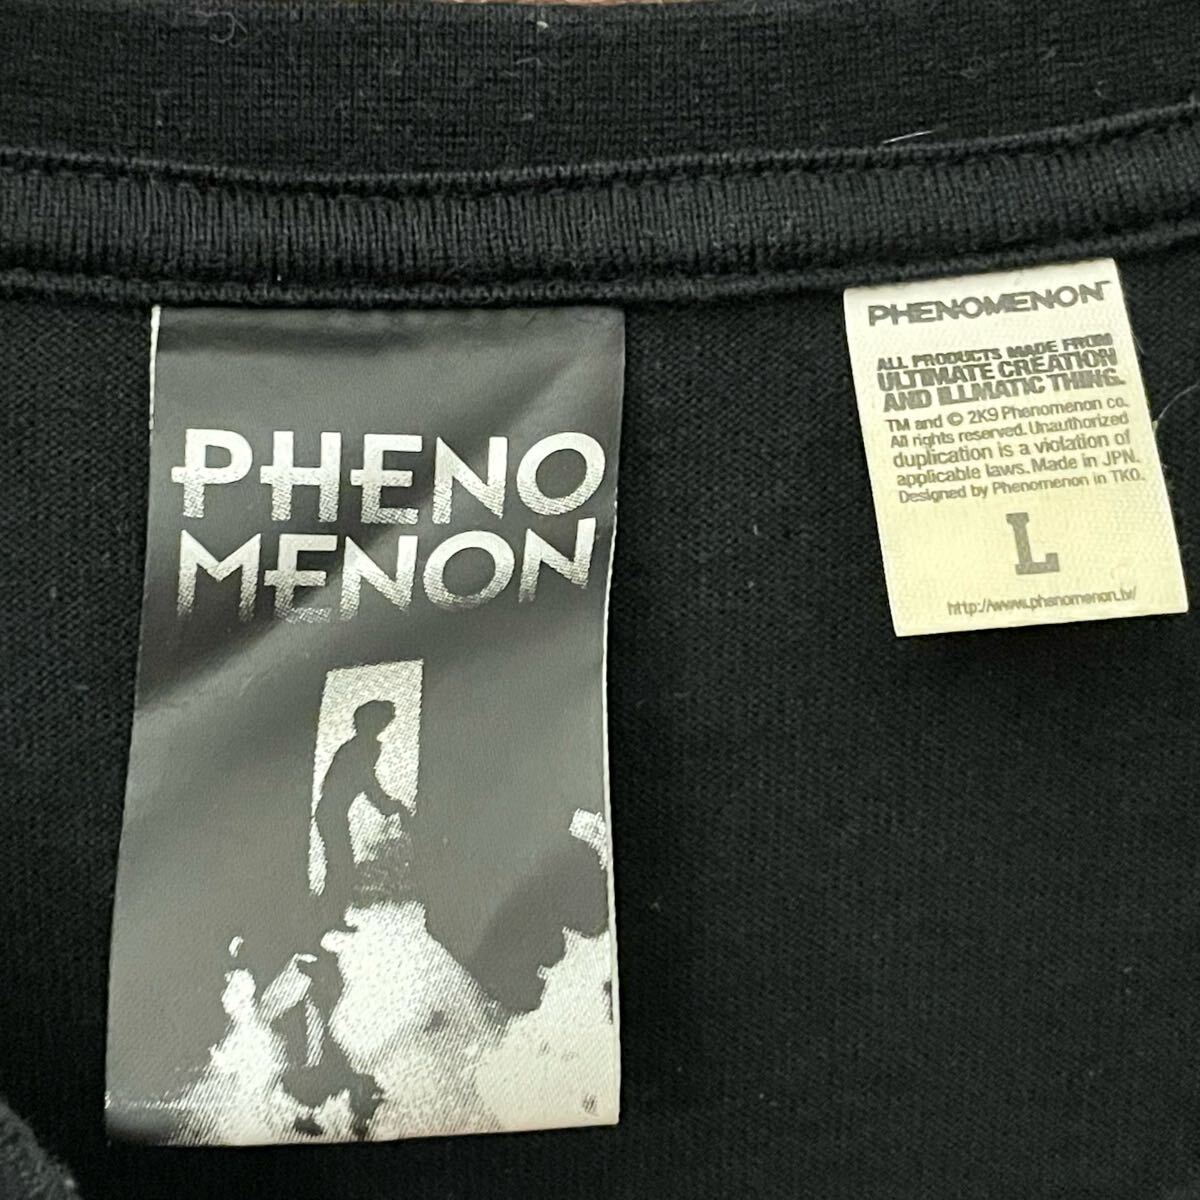 PHENO
MENON
PHENOMENON
ALL PRODUCTS MADE FROM
ULTIMATE CREATION
AND ILLMATIC THING.
TM and © 2K9 Phenomenon co.
All rights reserved. Unauthorized
duplication is a violation of
applicable laws. Made in JPN.
Designed by Phenomenon in TKO.
L
http://www.phenomenon.tv/